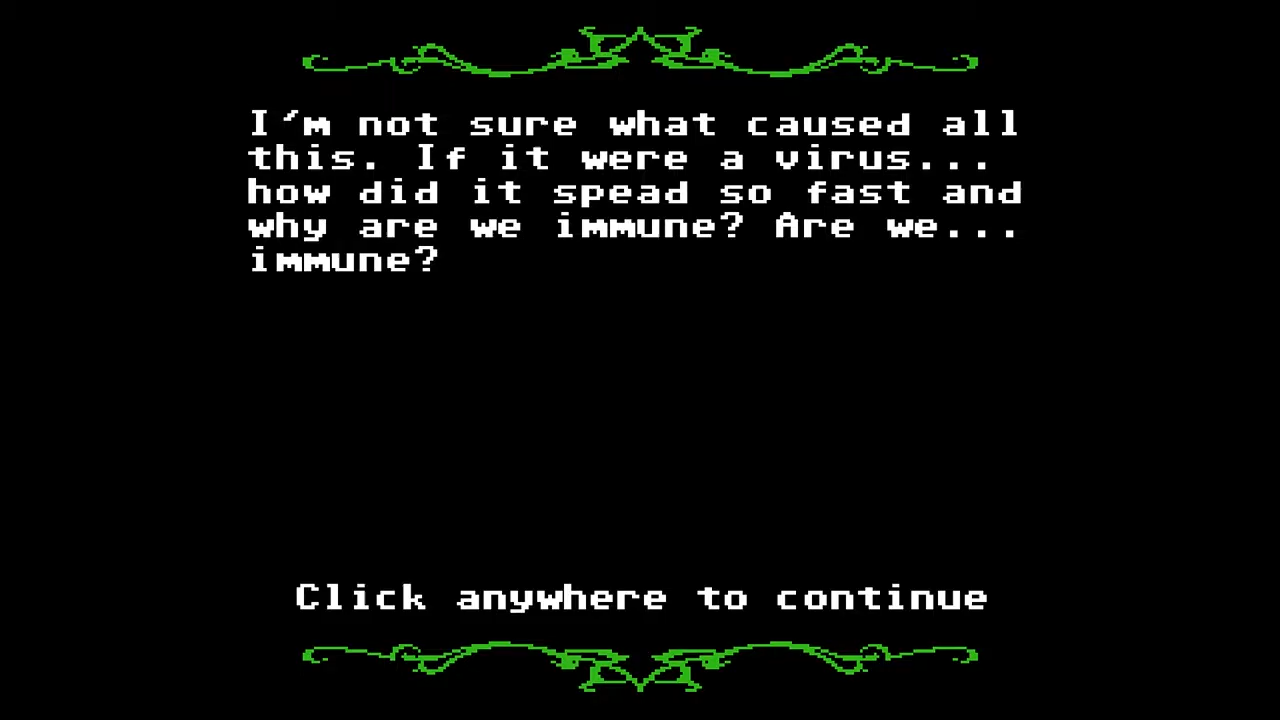 I'm not sure what caused all
this. If it were a virus...
how did it spead so fast and
why are we immune? Are we...
immune?
Click anywhere to continue